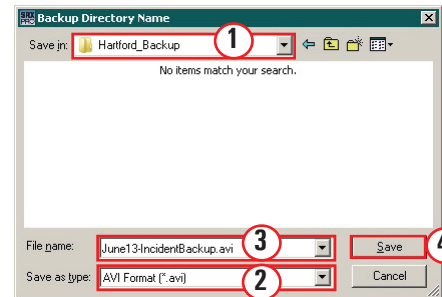 Backup Directory Name
Save in: Hartford_Backup 1
No items match your search.
File name: June13-IncidentBackup.avi 3 Save 4
Save as type: AVI Format (*.avi) 2 Cancel